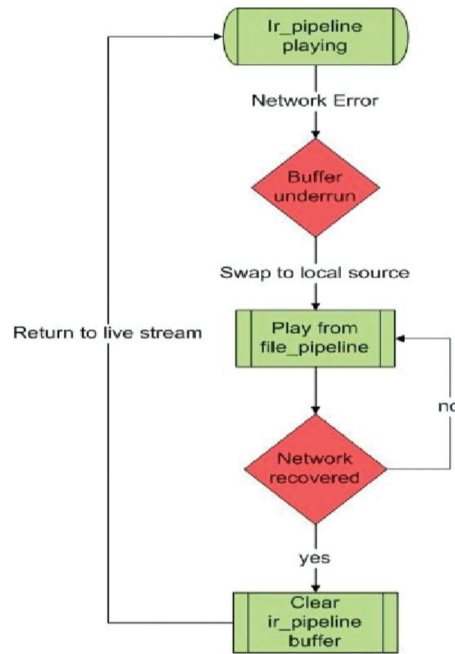 Ir_pipeline
playing
Network Error
Buffer
underrun
Swap to local source
Return to live stream
Play from
file_pipeline
no
Network
recovered
yes
Clear
ir_pipeline
buffer